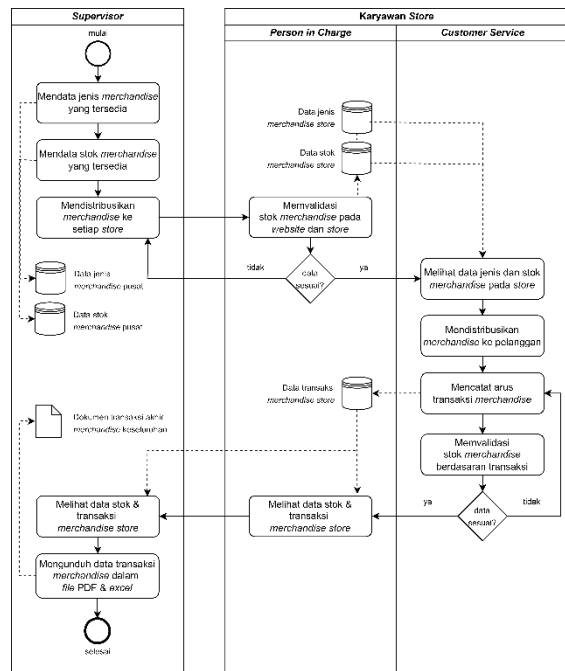 Supervisor
Karyawan Store
Person in Charge
Customer Service
mulai
Mendata jenis merchandise
yang tersedia
Mendata stok merchandise
yang tersedia
Mendistribusikan
merchandise ke
setiap store
Data jenis
merchandise pusat
Data stok
merchandise pusat
Data jenis
merchandise store
Data stok
merchandise store
Memvalidasi
stok merchandise pada
website dan store
tidak
data
sesuai?
ya
Melihat data jenis dan stok
merchandise pada store
Mendistribusikan
merchandise ke pelanggan
Mencatat arus
transaksi merchandise
Data transaks
merchandise store
Memvalidasi
stok merchandise
berdasaran transaksi
ya
data
sesuai?
tidak
Dokumen transaksi akhir
merchandise keseluruhan
Melihat data stok &
transaksi
merchandise store
Melihat data stok &
transaksi
merchandise store
Mengunduh data transaksi
merchandise dalam
file PDF & excel
selesai